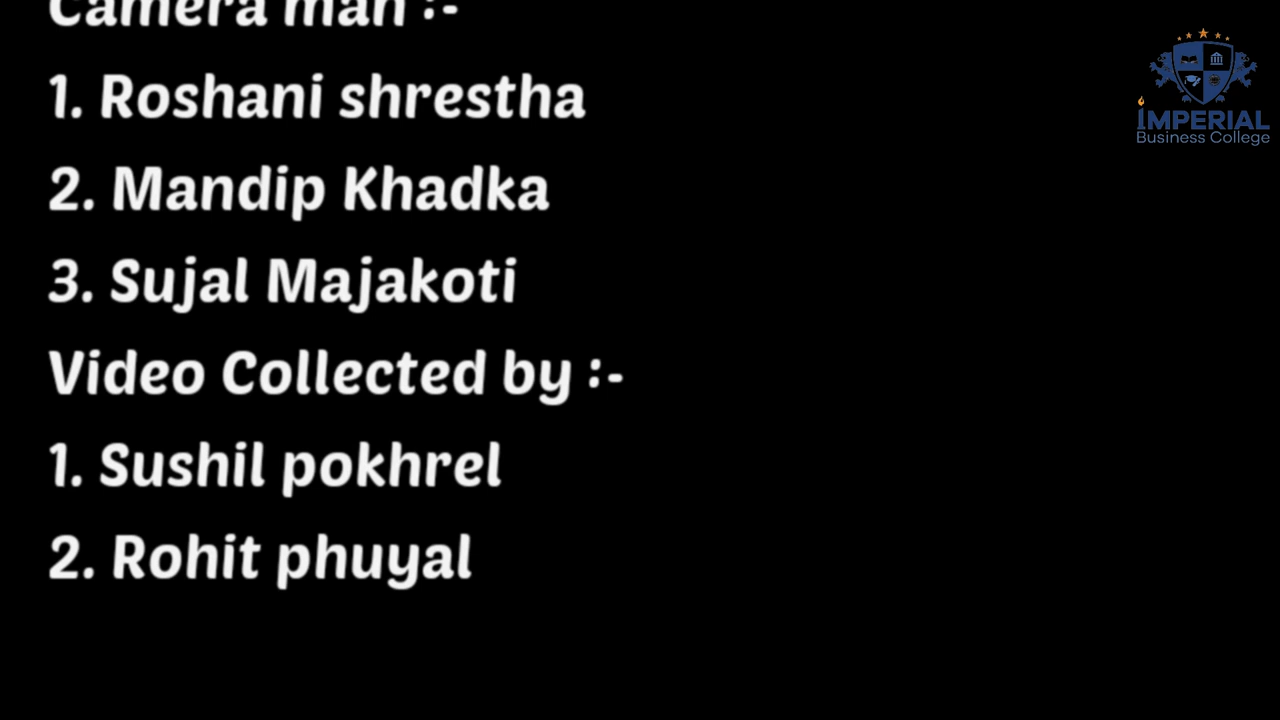 Camera man :-
1. Roshani shrestha
2. Mandip Khadka
3. Sujal Majakoti
Video Collected by :-
1. Sushil pokhrel
2. Rohit phuyal
IMPERIAL
Business College